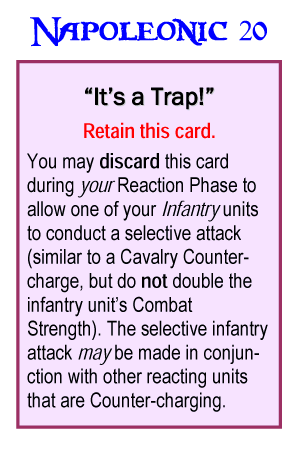 NAPOLEONIC 20
“It’s a Trap!”
Retain this card.
You may discard this card
during your Reaction Phase to
allow one of your Infantry units
to conduct a selective attack
(similar to a Cavalry Counter-
charge, but do not double the
infantry unit’s Combat
Strength). The selective infantry
attack may be made in conjun-
ction with other reacting units
that are Counter-charging.